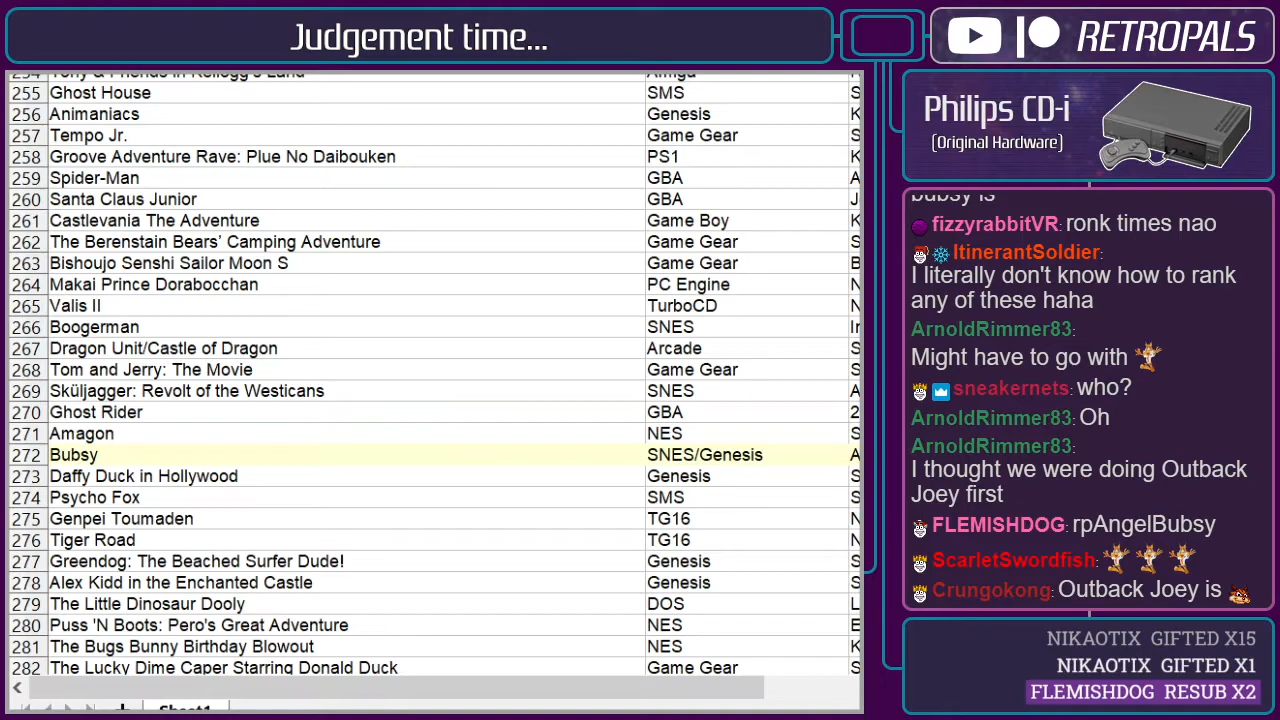 Judgement time...
RETROPALS
Philips CD-i
(Original Hardware)
254 Tony & Friends in Kellogg's Land Amiga
255 Ghost House SMS S
256 Animaniacs Genesis K
257 Tempo Jr. Game Gear S
258 Groove Adventure Rave: Plue No Daibouken PS1 K
259 Spider-Man GBA A
260 Santa Claus Junior GBA J
261 Castlevania The Adventure Game Boy K
262 The Berenstain Bears’ Camping Adventure Game Gear S
263 Bishoujo Senshi Sailor Moon S Game Gear B
264 Makai Prince Dorabocchan PC Engine N
265 Valis II TurboCD N
266 Boogerman SNES Ir
267 Dragon Unit/Castle of Dragon Arcade S
268 Tom and Jerry: The Movie Game Gear S
269 Sküljagger: Revolt of the Westicans SNES A
270 Ghost Rider GBA 2
271 Amagon NES S
272 Bubsy SNES/Genesis A
273 Daffy Duck in Hollywood Genesis S
274 Psycho Fox SMS S
275 Genpei Toumaden TG16 N
276 Tiger Road TG16 N
277 Greendog: The Beached Surfer Dude! Genesis S
278 Alex Kidd in the Enchanted Castle Genesis S
279 The Little Dinosaur Dooly DOS L
280 Puss 'N Boots: Pero's Great Adventure NES E
281 The Bugs Bunny Birthday Blowout NES K
282 The Lucky Dime Caper Starring Donald Duck Game Gear S
Sheet1
bubsy is
fizzyrabbitVR: ronk times nao
ItinerantSoldier:
I literally don't know how to rank
any of these haha
ArnoldRimmer83:
Might have to go with
sneakernets: who?
ArnoldRimmer83: Oh
ArnoldRimmer83:
I thought we were doing Outback
Joey first
FLEMISHDOG: rpAngelBubsy
ScarletSwordfish:
Crungokong: Outback Joey is
NIKAOTIX GIFTED X15
NIKAOTIX GIFTED X1
FLEMISHDOG RESUB X2